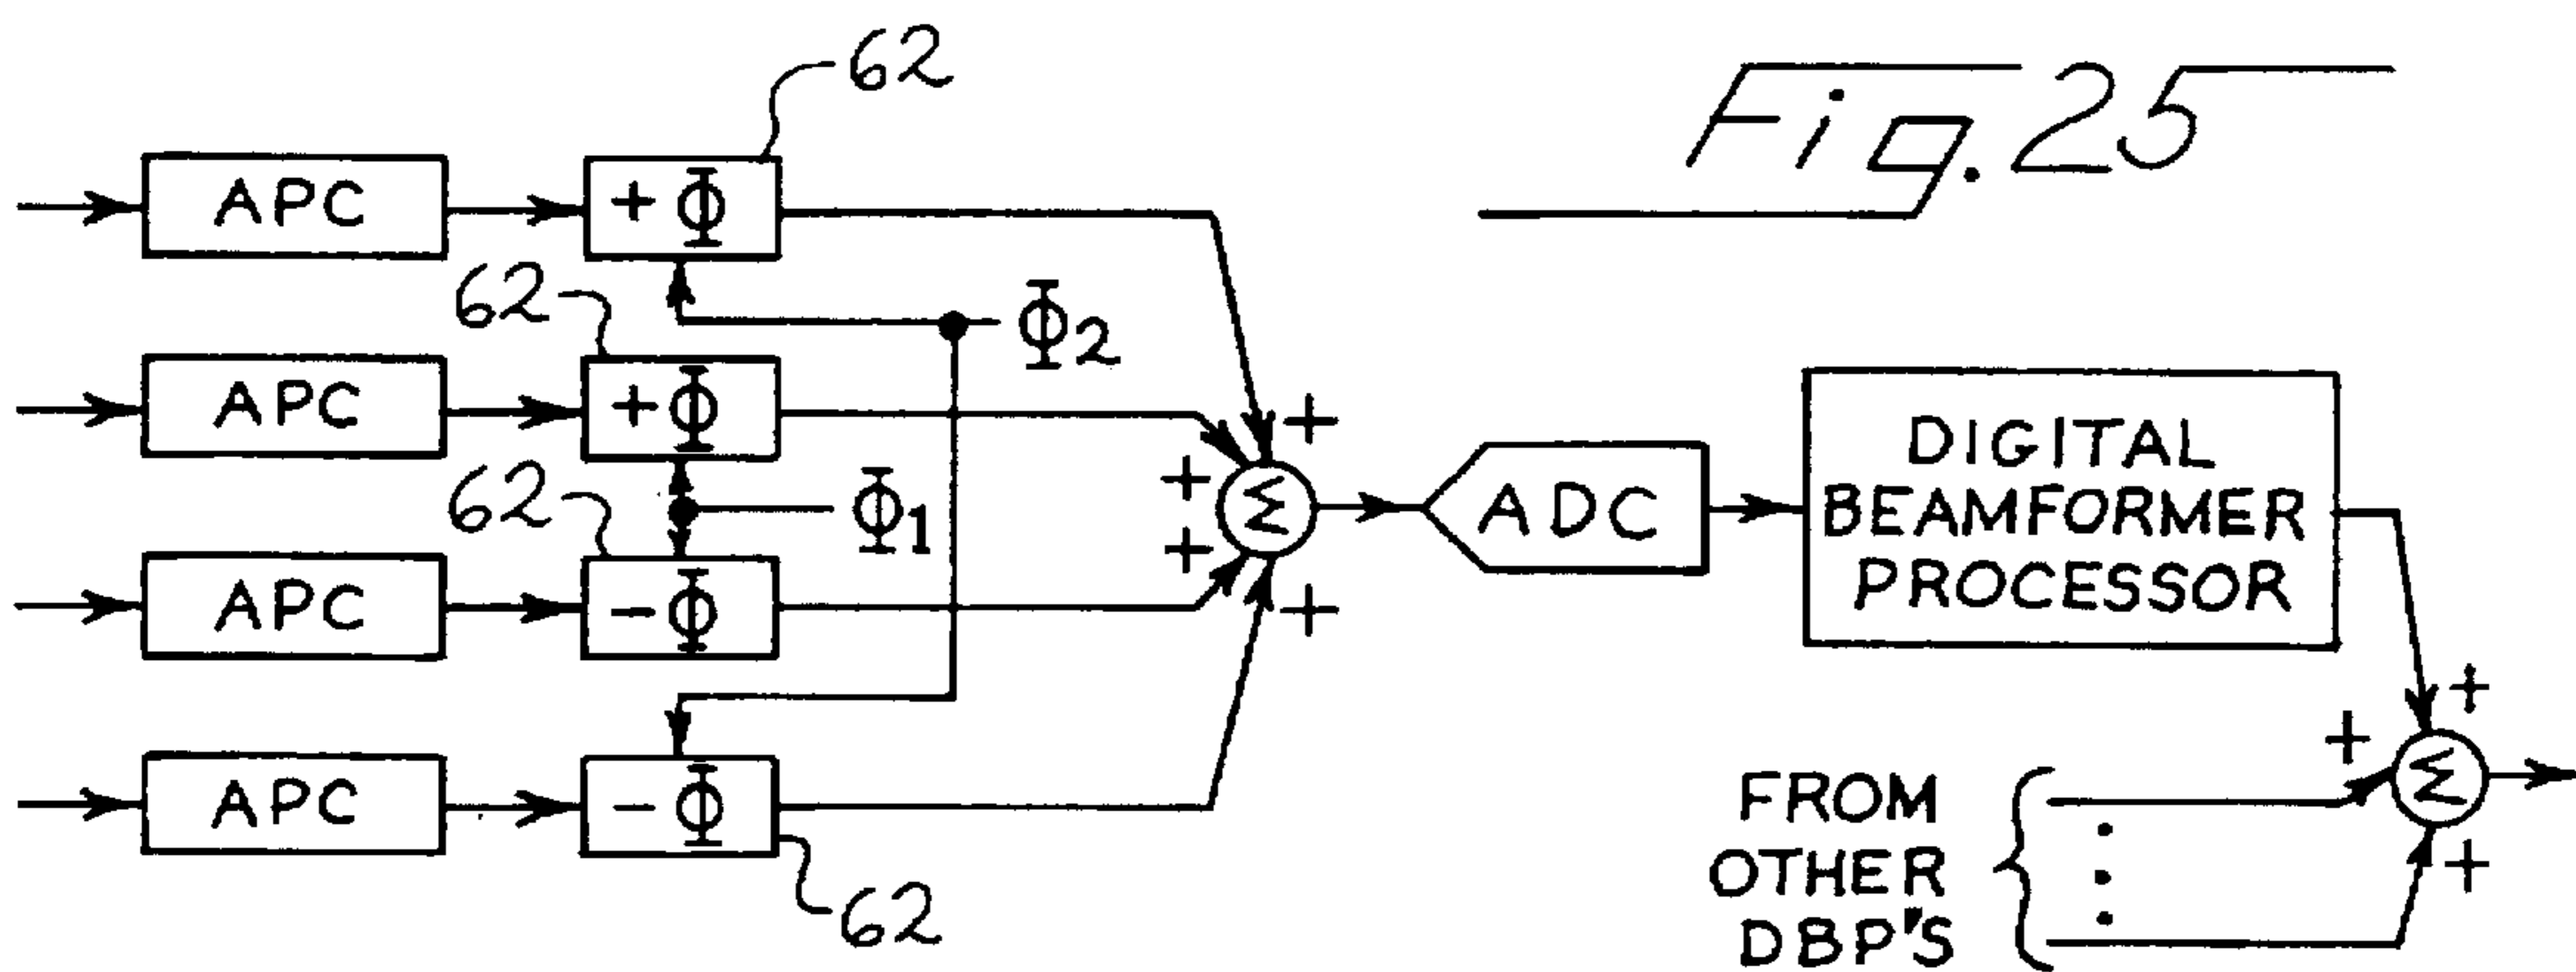 Fig. 25
62
APC
+ Φ
62
Φ2
APC
+ Φ
62
Φ1
APC
- Φ
APC
- Φ
62
+
+
+
+
Σ
ADC
DIGITAL
BEAMFORMER
PROCESSOR
+
+
+
Σ
FROM
OTHER
DBP"S